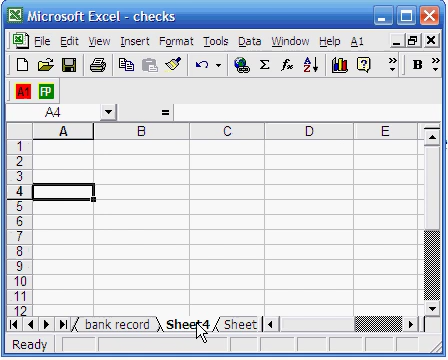 Microsoft Excel - checks
File Edit View Insert Format Tools Data Window Help A1
B
A1 FP
A4 =
A B C D E
1
2
3
4
5
6
7
8
9
10
11
12
bank record Sheet4 Sheet
Ready